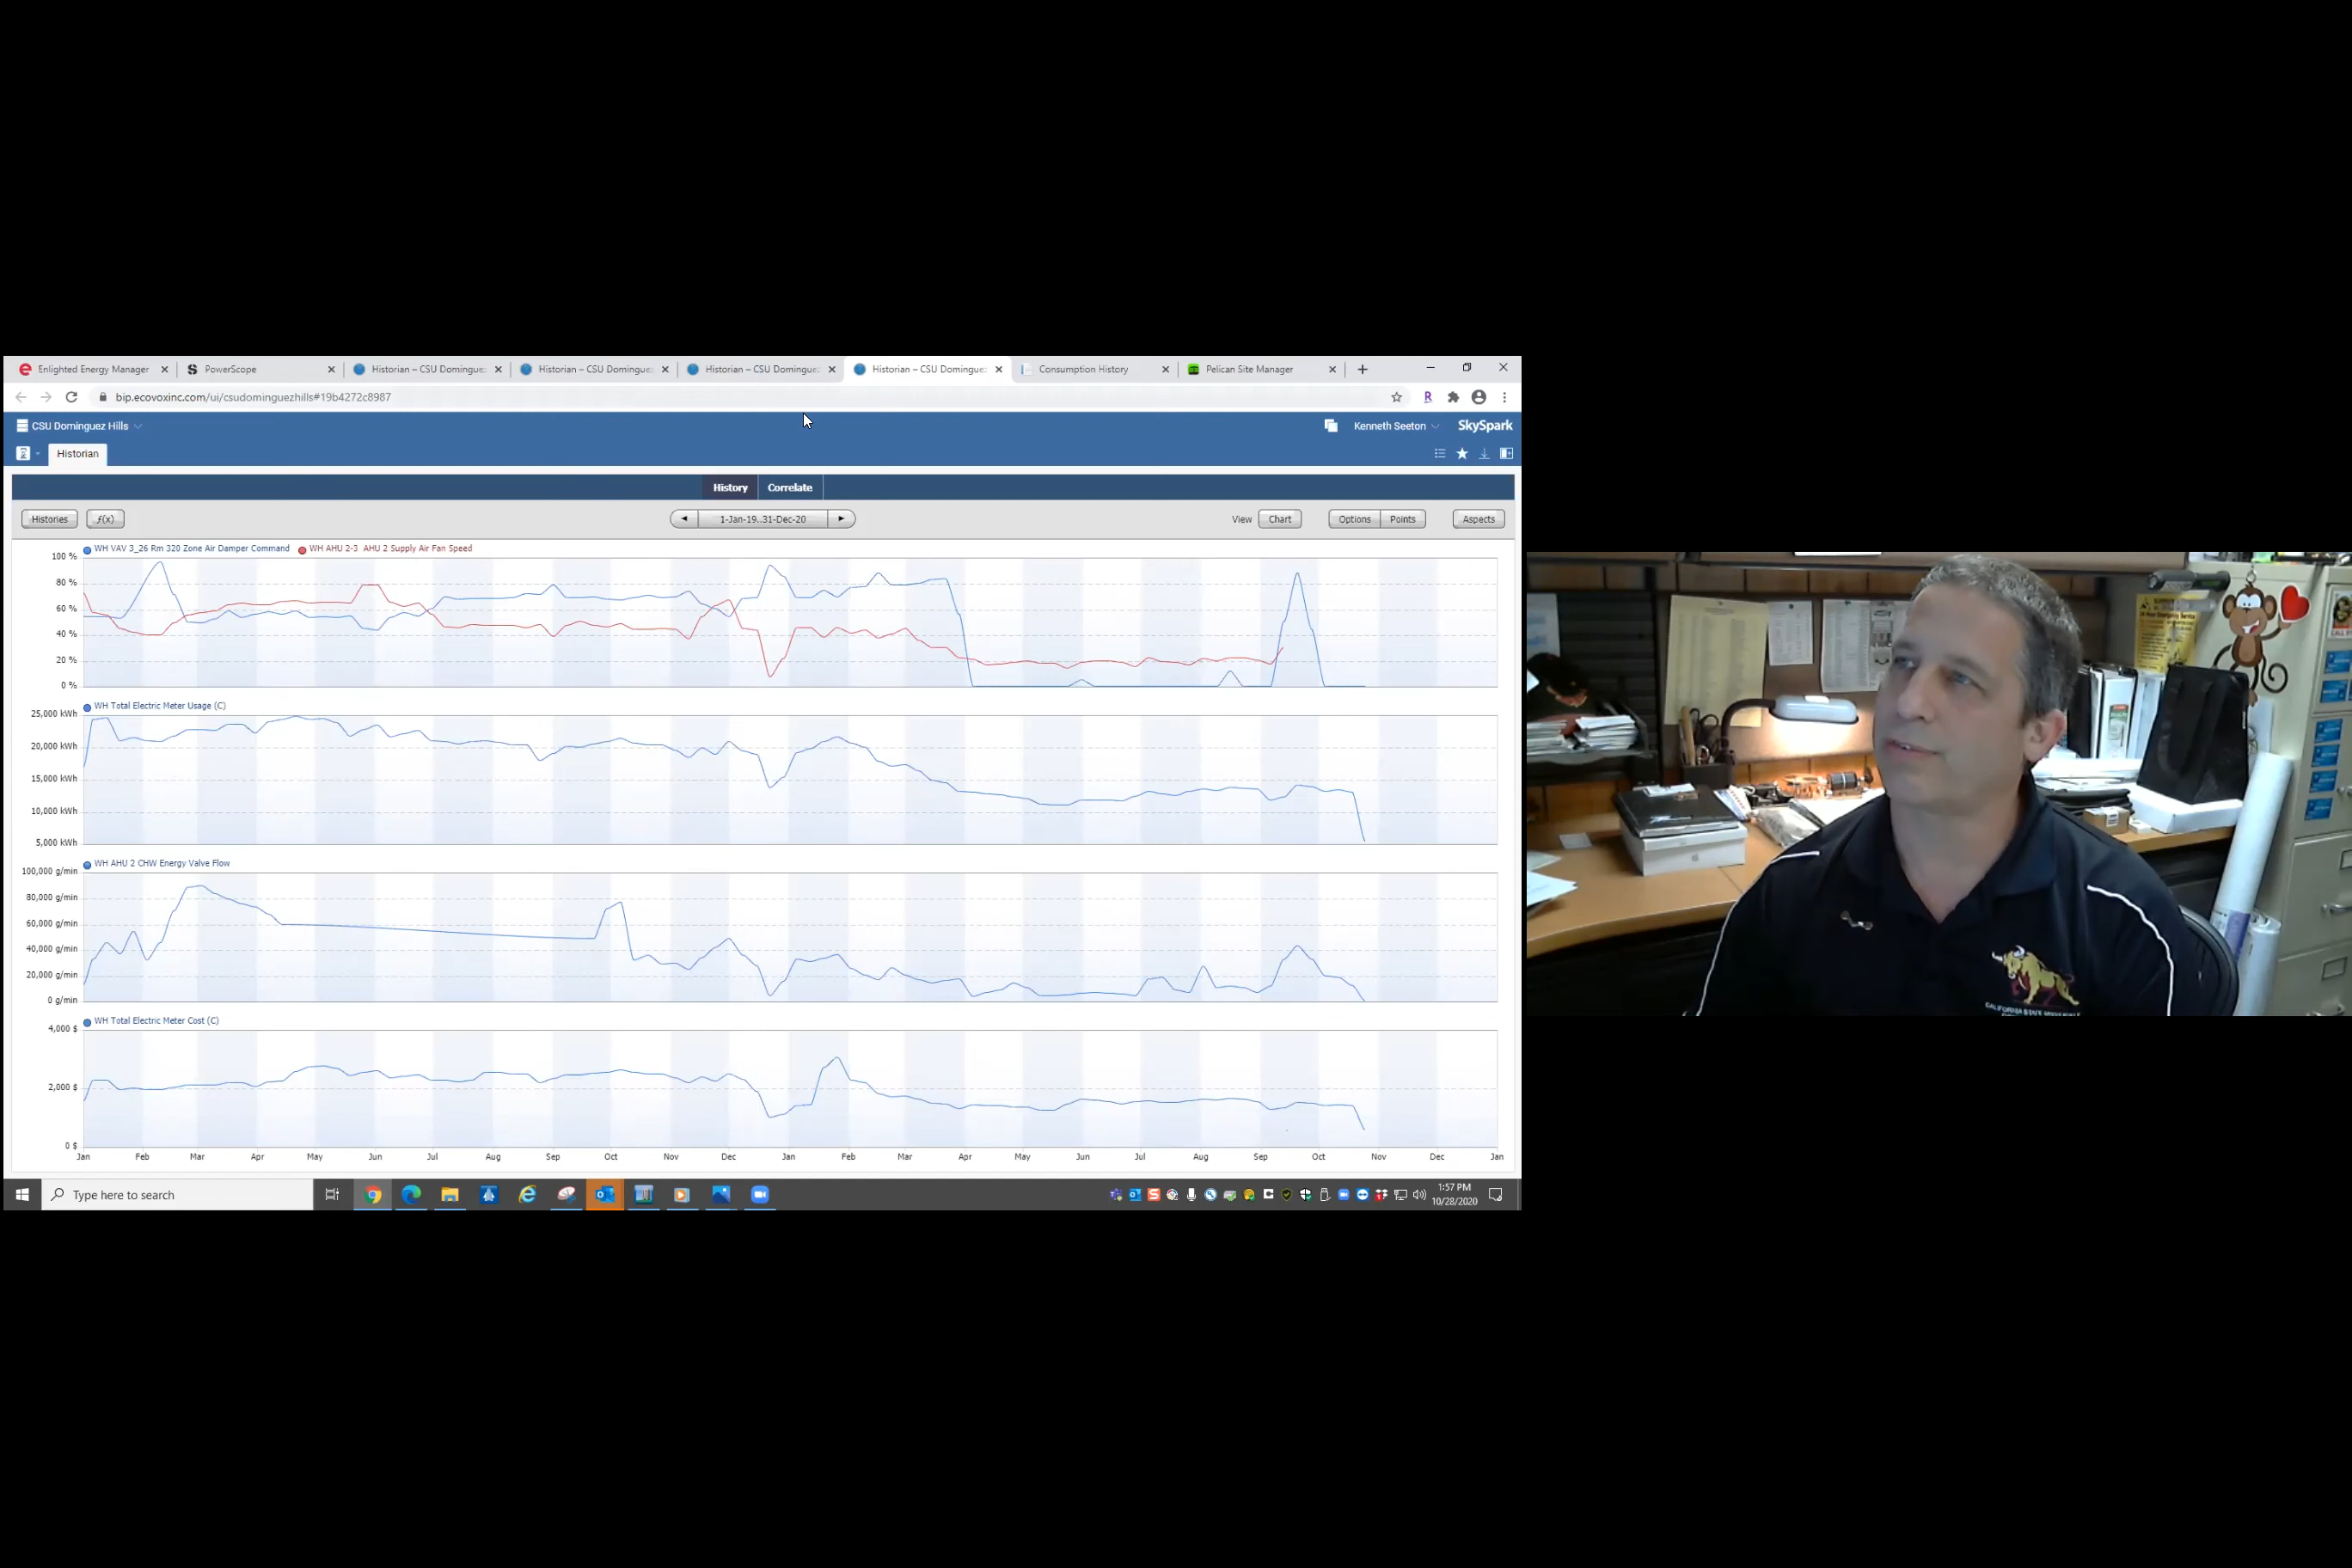 Enlighted Energy Manager
PowerScope
Historian – CSU Dominguez
Historian – CSU Dominguez
Historian – CSU Dominguez
Historian – CSU Dominguez
Consumption History
Pelican Site Manager
bip.ecovoxinc.com/ui/csudominguezhills#19b4272c8987
CSU Dominguez Hills
Kenneth Seeton
SkySpark
Historian
History Correlate
Histories f(x) 1-Jan-19..31-Dec-20 View Chart Options Points Aspects
WH VAV 3_26 Rm 320 Zone Air Damper Command WH AHU 2-3 AHU 2 Supply Air Fan Speed
100 %
80 %
60 %
40 %
20 %
0 %
WH Total Electric Meter Usage (C)
25,000 kWh
20,000 kWh
15,000 kWh
10,000 kWh
5,000 kWh
WH AHU 2 CHW Energy Valve Flow
100,000 g/min
80,000 g/min
60,000 g/min
40,000 g/min
20,000 g/min
0 g/min
WH Total Electric Meter Cost (C)
4,000 $
2,000 $
0 $
Jan Feb Mar Apr May Jun Jul Aug Sep Oct Nov Dec Jan Feb Mar Apr May Jun Jul Aug Sep Oct Nov Dec Jan
Type here to search
1:57 PM
10/28/2020